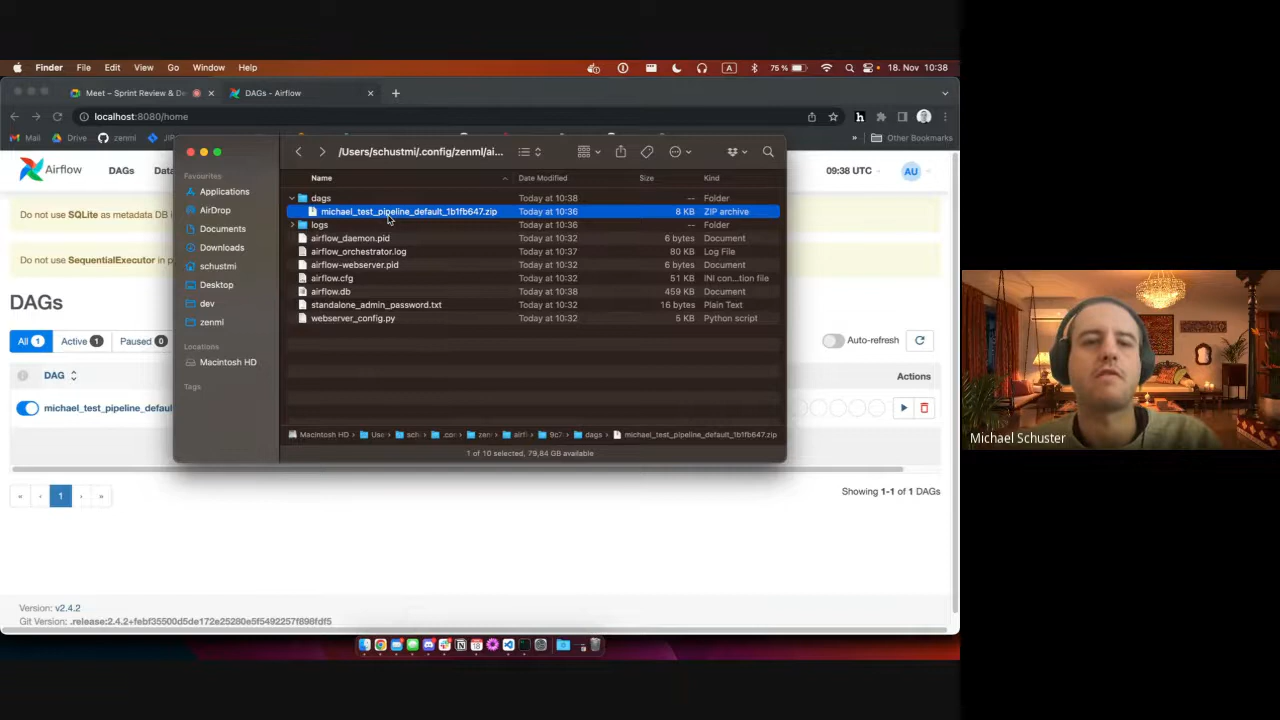 Finder File Edit View Go Window Help
A 75 % 18. Nov 10:38
Meet – Sprint Review & De
DAGs - Airflow
localhost:8080/home
Mail Drive zenml Other Bookmarks
Airflow DAGs 09:38 UTC AU
Do not use SQLite as metadata DB
Do not use SequentialExecutor in
DAGs
All 1 Active 1 Paused 0
Auto-refresh
DAG Actions
michael_test_pipeline_defaul
« ‹ 1 › »
Showing 1-1 of 1 DAGs
Version: v2.4.2
Git Version: .release:2.4.2+febf35500d5de172e25280e5f5492257f898fdf5
/Users/schustmi/.config/zenml/ai...
Favourites
Applications
AirDrop
Documents
Downloads
schustmi
Desktop
dev
zenml
Locations
Macintosh HD
Tags
Name Date Modified Size Kind
dags Today at 10:38 -- Folder
michael_test_pipeline_default_1b1fb647.zip Today at 10:36 8 KB ZIP archive
logs Today at 10:38 -- Folder
airflow_daemon.pid Today at 10:32 6 bytes Document
airflow_orchestrator.log Today at 10:37 80 KB Log File
airflow-webserver.pid Today at 10:32 6 bytes Document
airflow.cfg Today at 10:32 51 KB INI con...tion file
airflow.db Today at 10:38 459 KB Document
standalone_admin_password.txt Today at 10:32 16 bytes Plain Text
webserver_config.py Today at 10:32 5 KB Python script
Macintosh HD › Use › sch › .con › zen › airfl › 9c7 › dags › michael_test_pipeline_default_1b1fb647.zip
1 of 10 selected, 79,84 GB available
Michael Schuster